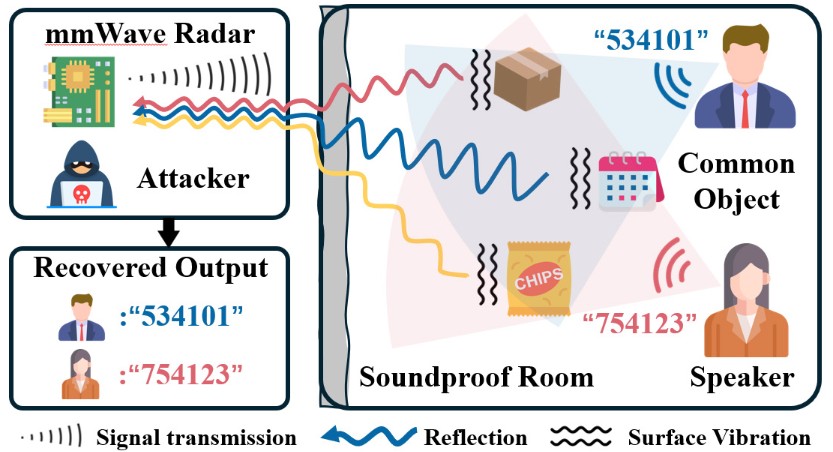 mmWave Radar
Attacker
Recovered Output
:“534101”
:“754123”
“534101”
Common
Object
CHIPS
“754123”
Soundproof Room
Speaker
Signal transmission
Reflection
Surface Vibration